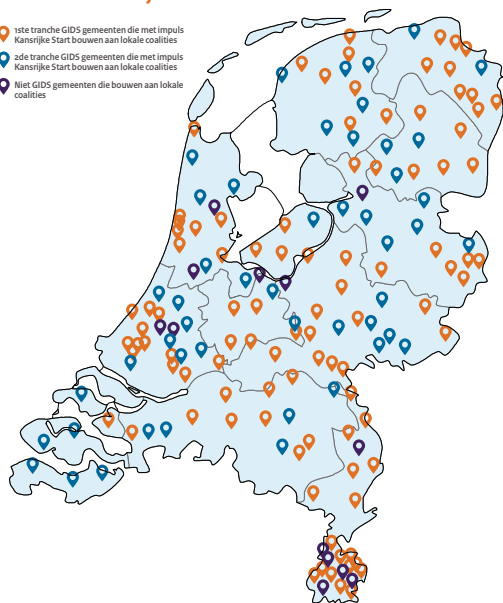 1ste tranche GIDS gemeenten die met impuls
Kansrijke Start bouwen aan lokale coalities
2de tranche GIDS gemeenten die met impuls
Kansrijke Start bouwen aan lokale coalities
Niet GIDS gemeenten die bouwen aan lokale
coalities